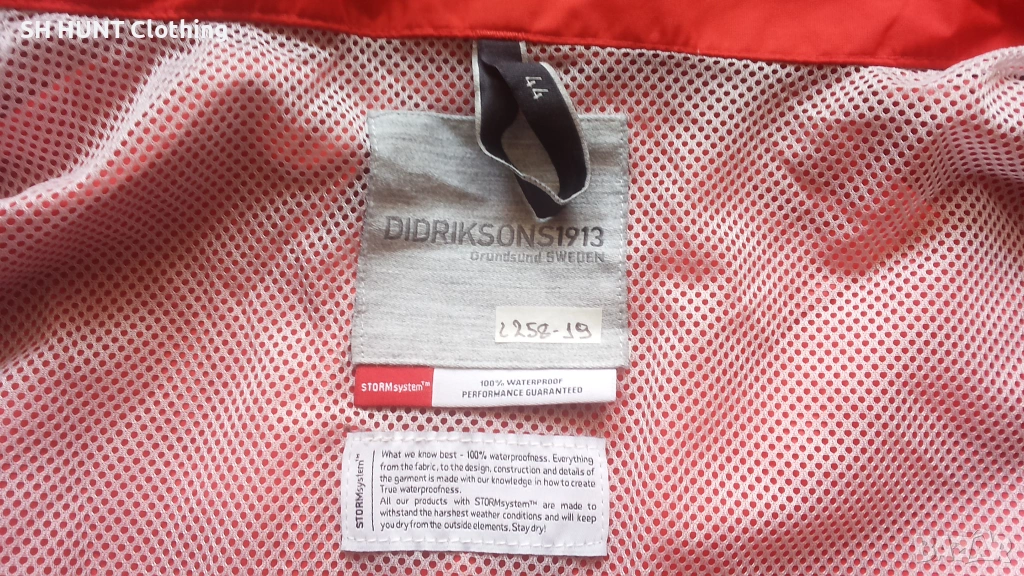 SH HUNT Clothing
44
DIDRIKSONS1913
Grundsund SWEDEN
2258-19
STORMsystem™
100% WATERPROOF
PERFORMANCE GUARANTEED
STORMsystem™
What we know best - 100% waterproofness. Everything
from the fabric, to the design, construction and details of
the garment is made with our knowledge in how to create
True waterproofness.
All our products with STORMsystem™ are made to
withstand the harshest weather conditions and will keep
you dry from the outside elements. Stay dry!